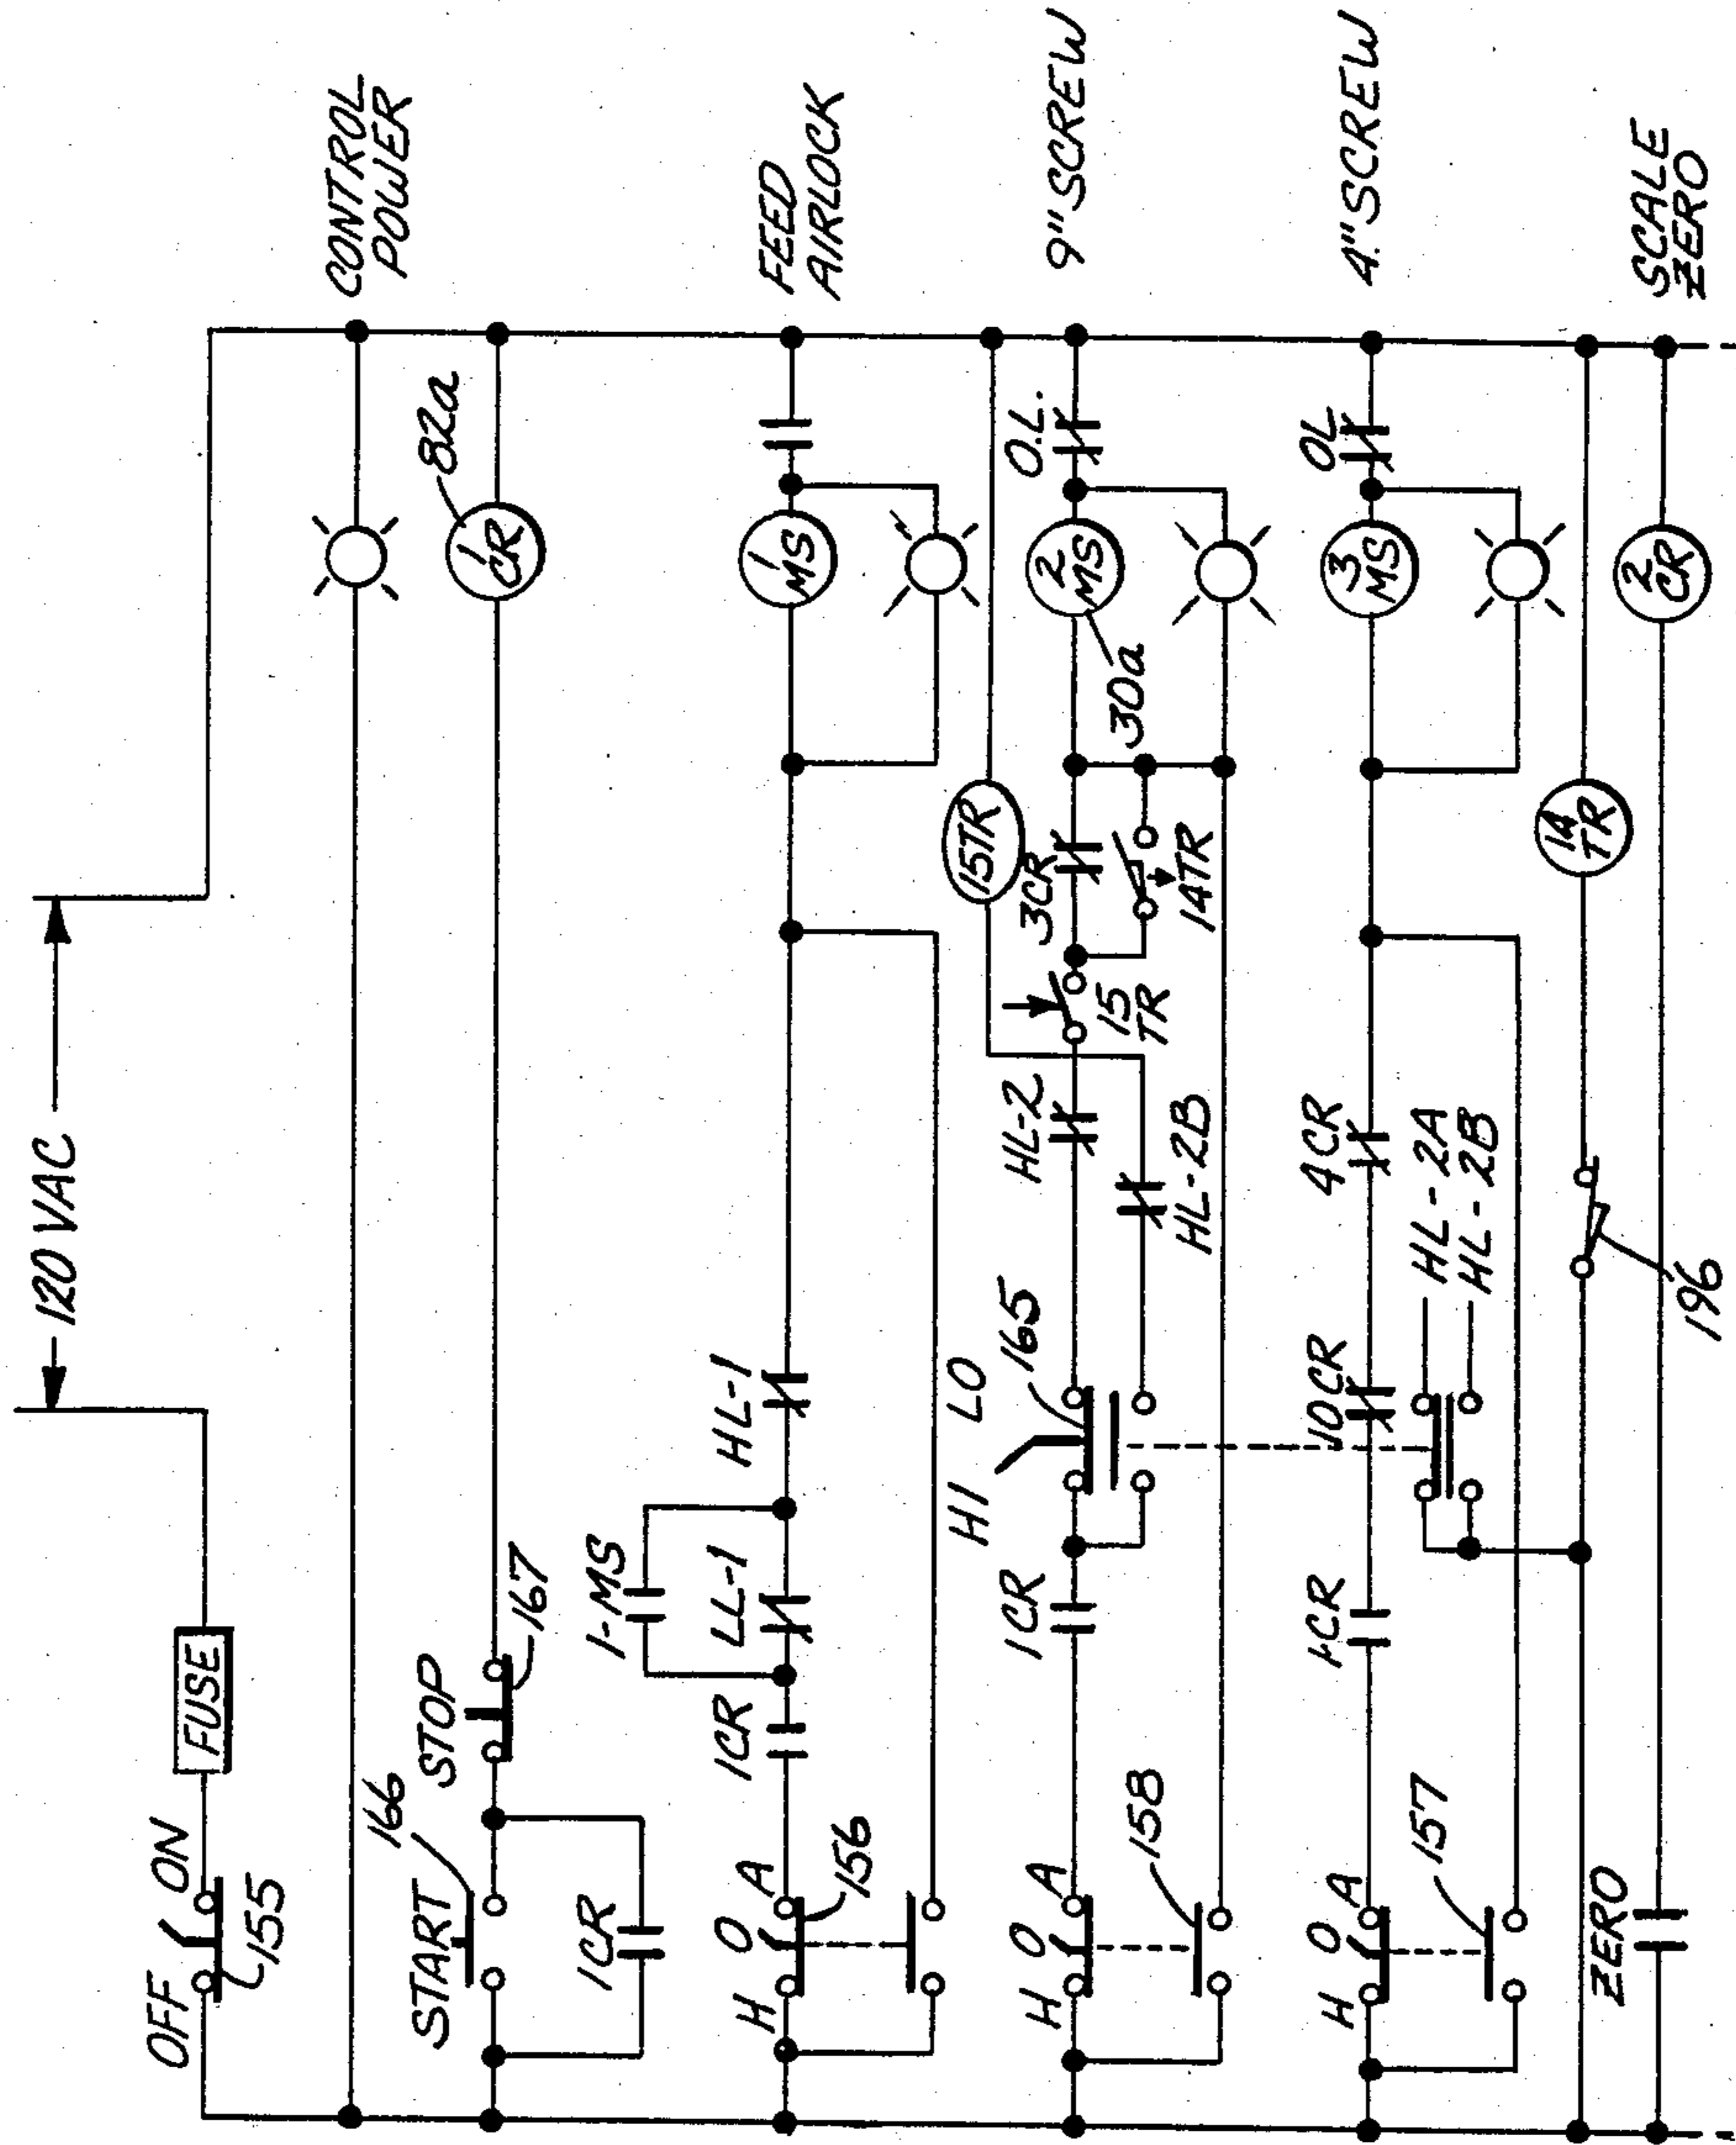 120 VAC
OFF ON
FUSE
155
CONTROL
POWER
START
166
STOP
167
1CR
1
CR
82a
1-MS
H O A
156
1CR
LL-1
HL-1
1
MS
FEED
AIRLOCK
15TR
HI LO
H O A
158
1CR
165
HL-2
HL-2B
15
TR
3CR
14TR
30a
2
MS
O.L.
9" SCREW
H O A
157
1CR
10CR
4CR
HL-2A
HL-2B
3
MS
OL
4" SCREW
196
14
TR
ZERO
2
CR
SCALE
ZERO